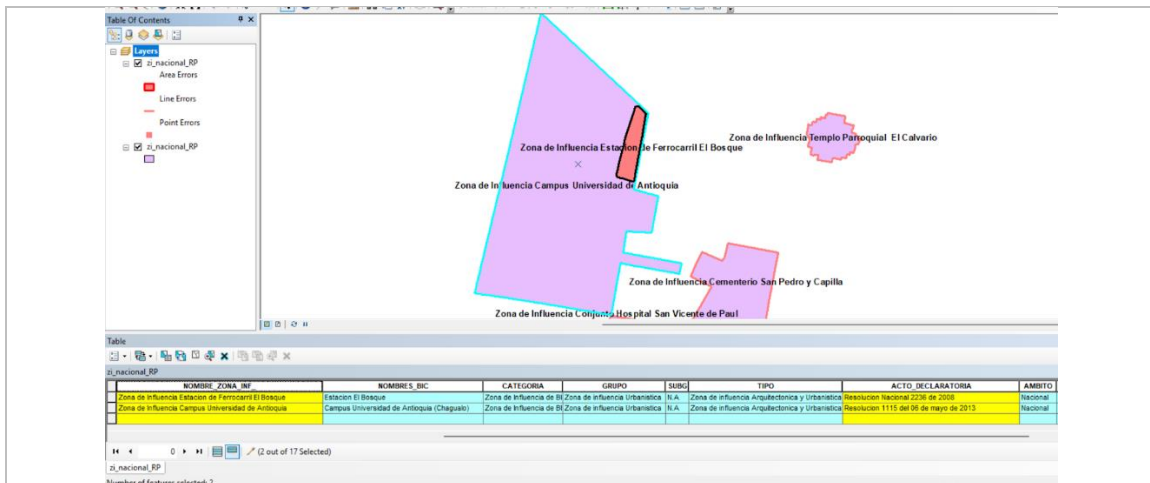 Table Of Contents
Layers
zi_nacional_RP
Area Errors
Line Errors
Point Errors
zi_nacional_RP
Zona de Influencia Templo Parroquial El Calvario
Zona de Influencia Estacion de Ferrocarril El Bosque
Zona de Influencia Campus Universidad de Antioquia
Zona de Influencia Cementerio San Pedro y Capilla
Zona de Influencia Conjunto Hospital San Vicente de Paul
Table
zi_nacional_RP
NOMBRE_ZONA_INF_ NOMBRES_BIC CATEGORIA GRUPO SUBG TIPO ACTO_DECLARATORIA AMBITO
Zona de Influencia Estacion de Ferrocarril El Bosque Estacion El Bosque Zona de Influencia de BI Zona de influencia Urbanistica N.A Zona de influencia Arquitectonica y Urbanistica Resolucion Nacional 2236 de 2008 Nacional
Zona de Influencia Campus Universidad de Antioquia Campus Universidad de Antioquia (Chagualo) Zona de Influencia de BI Zona de influencia Urbanistica N.A Zona de influencia Arquitectonica y Urbanistica Resolucion 1115 del 06 de mayo de 2013 Nacional
0 (2 out of 17 Selected)
zi_nacional_RP
Number of features selected: 2